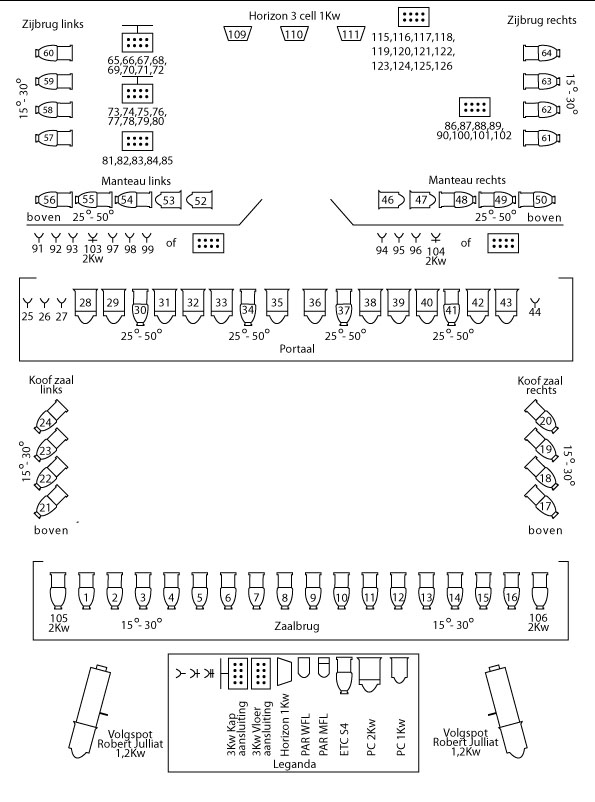 Zijbrug links
Horizon 3 cell 1Kw
Zijbrug rechts
109
110
111
115,116,117,118,
119,120,121,122,
123,124,125,126
60
59
58
57
15°- 30°
65,66,67,68,
69,70,71,72
73,74,75,76,
77,78,79,80
81,82,83,84,85
86,87,88,89,
90,100,101,102
64
63
62
61
15°- 30°
Manteau links
Manteau rechts
56
55
54
53
52
46
47
48
49
50
boven
25°- 50°
25°- 50°
boven
91
92
93
103
2Kw
97
98
99
of
94
95
96
104
2Kw
of
25
26
27
28
29
30
31
32
33
34
35
36
37
38
39
40
41
42
43
44
25°- 50°
25°- 50°
25°- 50°
25°- 50°
Portaal
Koof zaal
links
24
23
22
21
15°- 30°
boven
Koof zaal
rechts
20
19
18
17
15°- 30°
boven
1
2
3
4
5
6
7
8
9
10
11
12
13
14
15
16
105
2Kw
15°- 30°
Zaalbrug
15°- 30°
106
2Kw
Volgspot
Robert Julliat
1,2Kw
3Kw Kap
aansluiting
3Kw Vloer
aansluiting
Horizon 1Kw
PAR WFL
PAR MFL
ETC S4
PC 2Kw
PC 1Kw
Leganda
Volgspot
Robert Julliat
1,2Kw